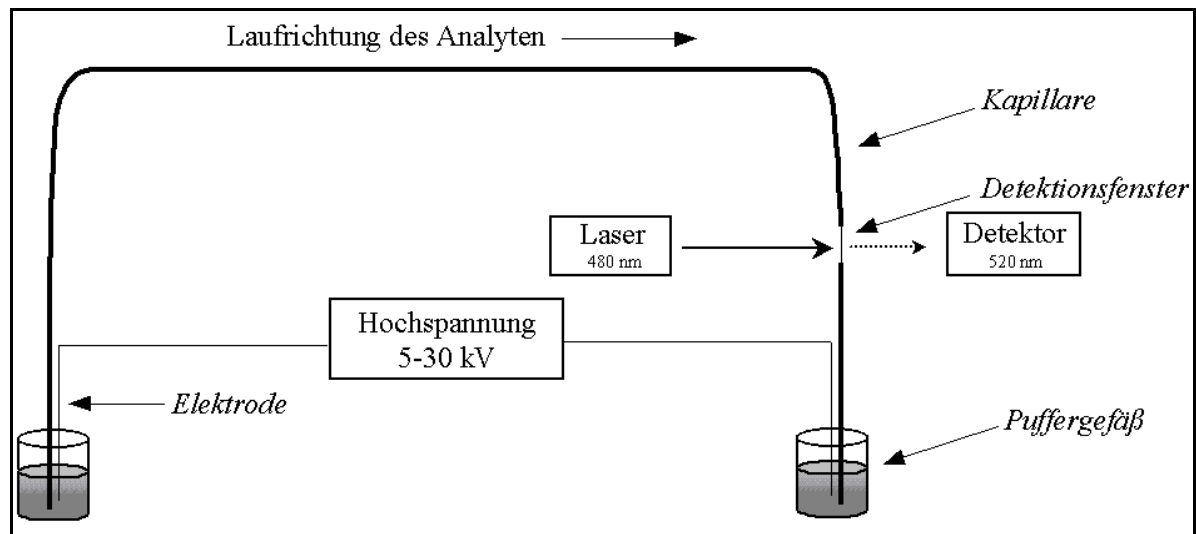 Laufrichtung des Analyten
Kapillare
Detektionsfenster
Laser
480 nm
Detektor
520 nm
Hochspannung
5-30 kV
Elektrode
Puffergefäß